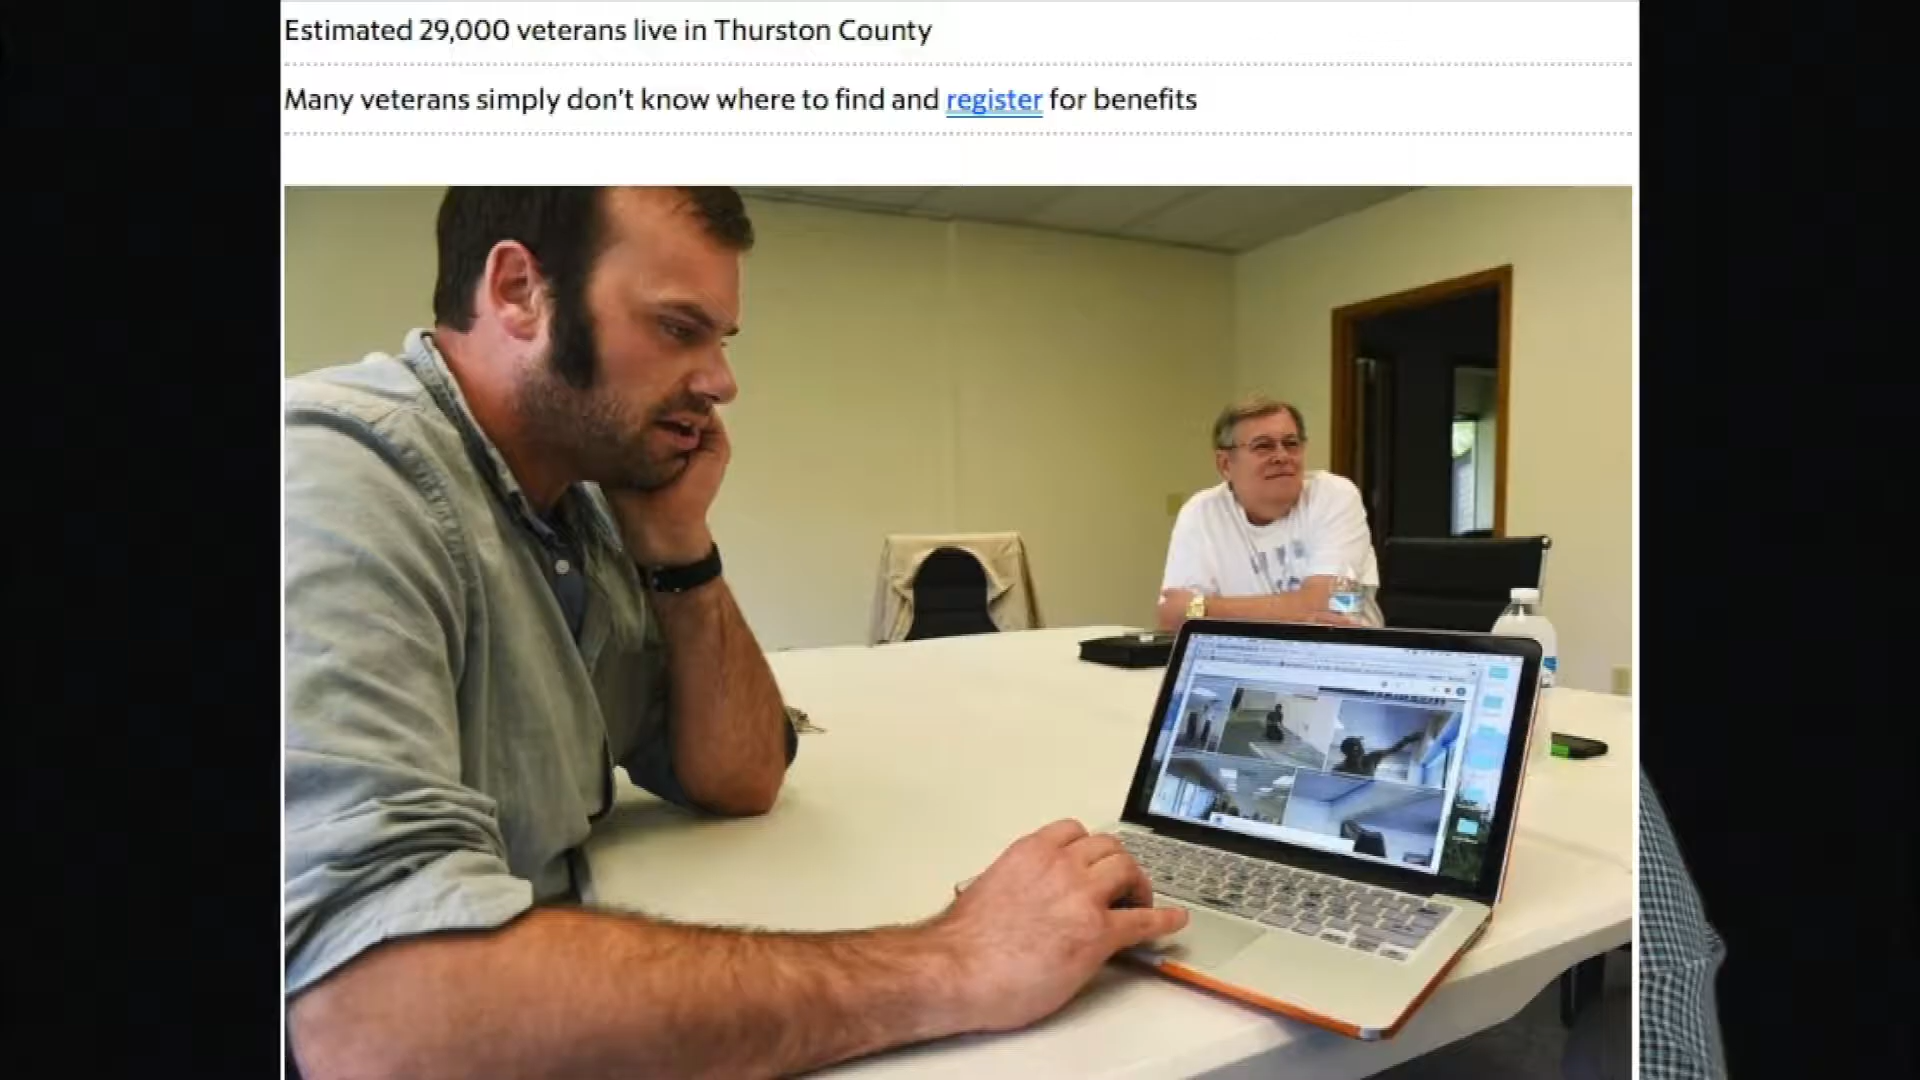 Estimated 29,000 veterans live in Thurston County
Many veterans simply don't know where to find and register for benefits